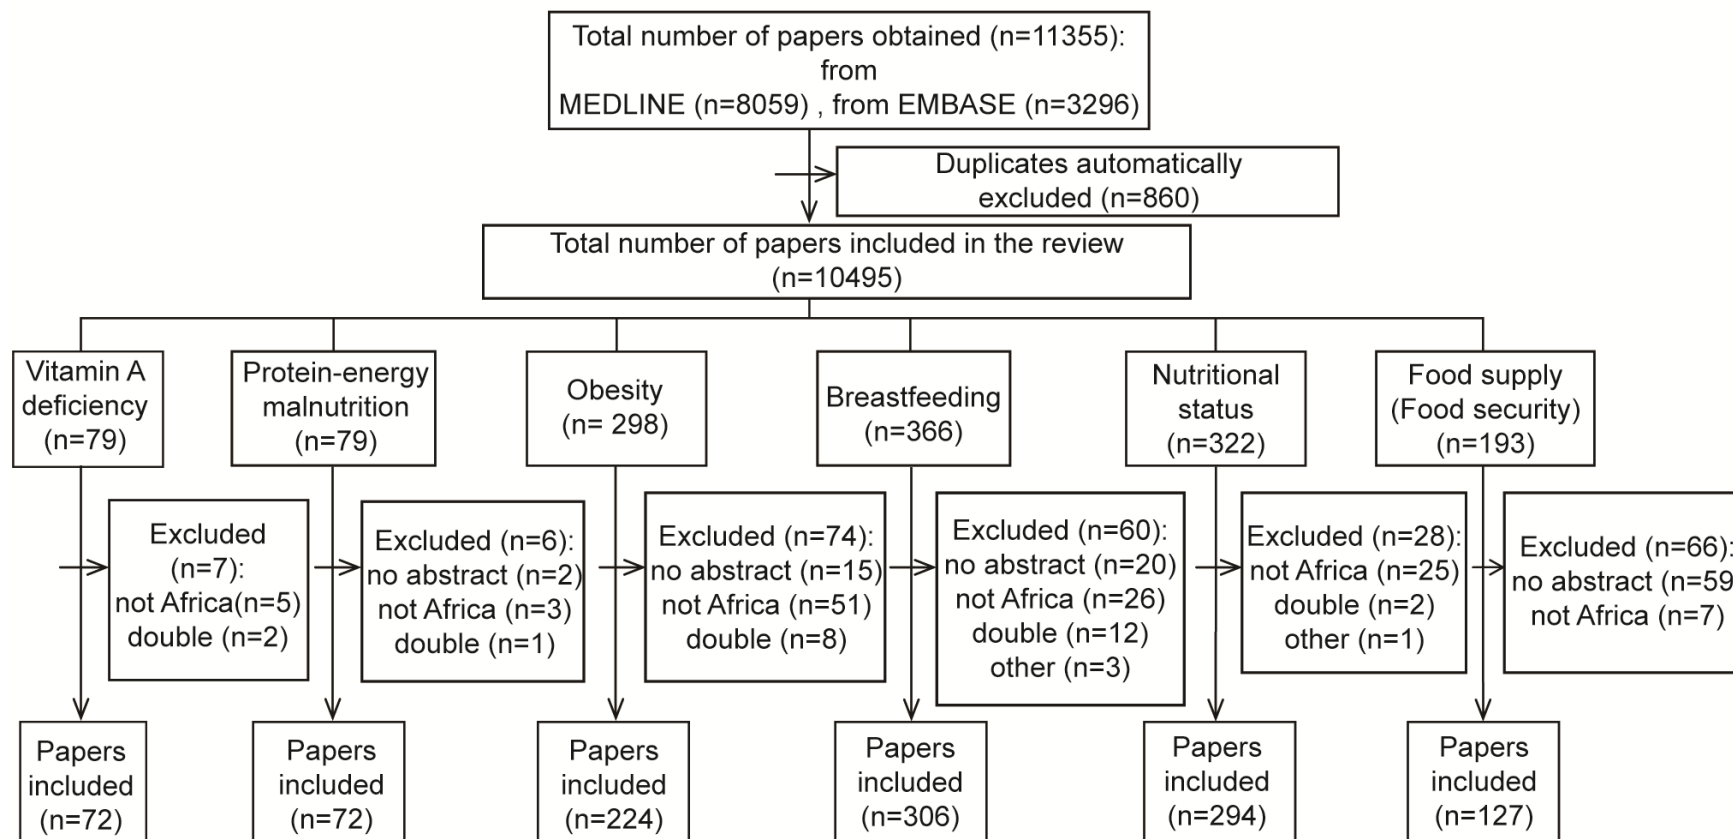 Total number of papers obtained (n=11355):
from
MEDLINE (n=8059) , from EMBASE (n=3296)
Duplicates automatically
excluded (n=860)
Total number of papers included in the review
(n=10495)
Vitamin A
deficiency
(n=79)
Protein-energy
malnutrition
(n=79)
Obesity
(n= 298)
Breastfeeding
(n=366)
Nutritional
status
(n=322)
Food supply
(Food security)
(n=193)
Excluded
(n=7):
not Africa(n=5)
double (n=2)
Excluded (n=6):
no abstract (n=2)
not Africa (n=3)
double (n=1)
Excluded (n=74):
no abstract (n=15)
not Africa (n=51)
double (n=8)
Excluded (n=60):
no abstract (n=20)
not Africa (n=26)
double (n=12)
other (n=3)
Excluded (n=28):
not Africa (n=25)
double (n=2)
other (n=1)
Excluded (n=66):
no abstract (n=59
not Africa (n=7)
Papers
included
(n=72)
Papers
included
(n=72)
Papers
included
(n=224)
Papers
included
(n=306)
Papers
included
(n=294)
Papers
included
(n=127)